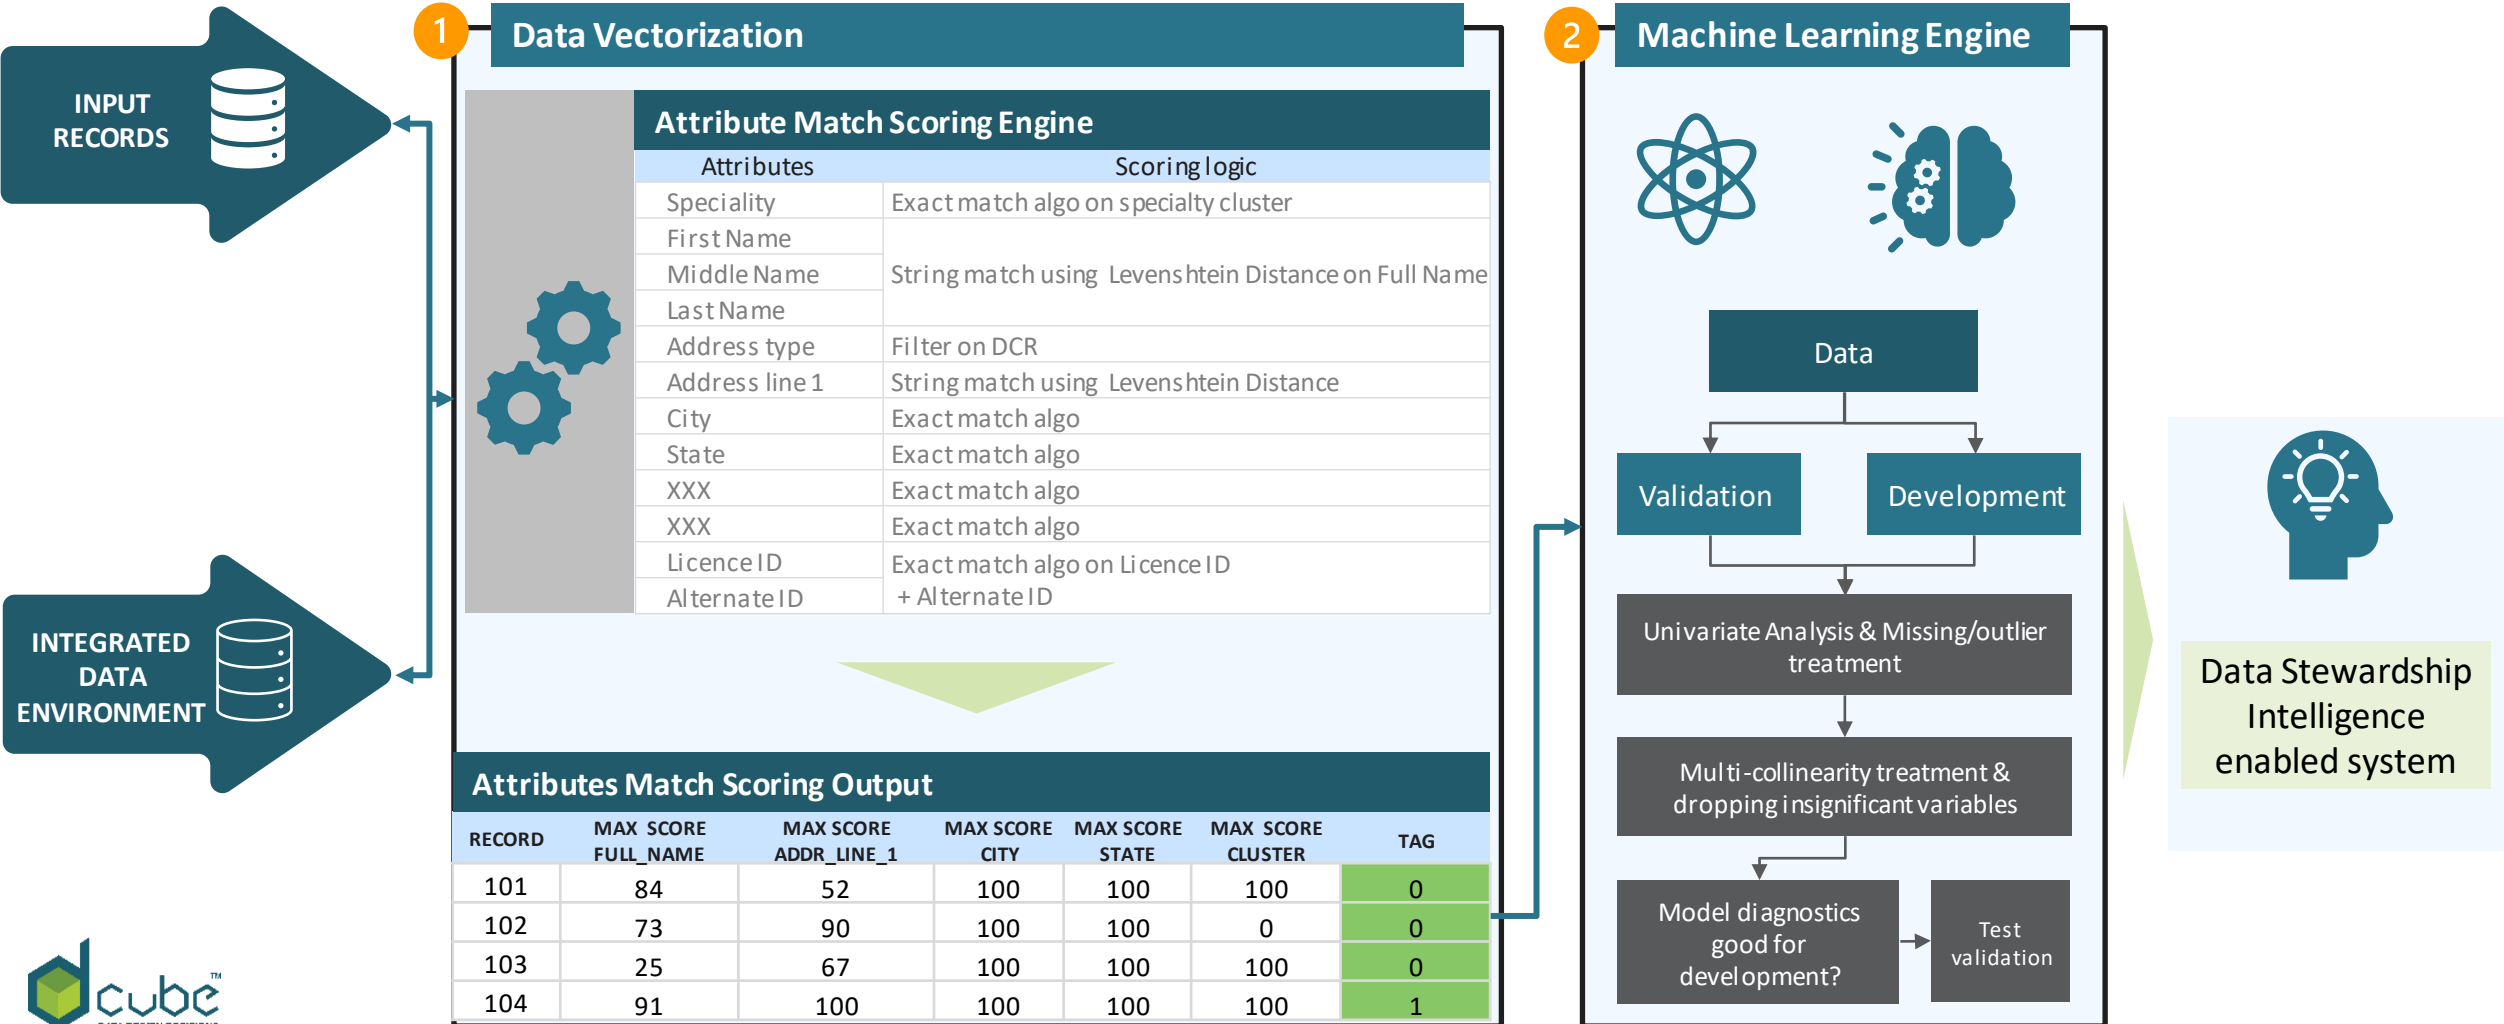 INPUT
RECORDS
INTEGRATED
DATA
ENVIRONMENT
1
Data Vectorization
Attribute Match Scoring Engine
Attributes Scoring logic
Speciality Exact match algo on specialty cluster
First Name
Middle Name String match using Levenshtein Distance on Full Name
Last Name
Address type Filter on DCR
Address line 1 String match using Levenshtein Distance
City Exact match algo
State Exact match algo
XXX Exact match algo
XXX Exact match algo
Licence ID Exact match algo on Licence ID
Alternate ID + Alternate ID
Attributes Match Scoring Output
RECORD MAX SCORE FULL_NAME MAX SCORE ADDR_LINE_1 MAX SCORE CITY MAX SCORE STATE MAX SCORE CLUSTER TAG
101 84 52 100 100 100 0
102 73 90 100 100 0 0
103 25 67 100 100 100 0
104 91 100 100 100 100 1
2
Machine Learning Engine
Data
Validation Development
Univariate Analysis & Missing/outlier
treatment
Multi-collinearity treatment &
dropping insignificant variables
Model diagnostics
good for
development?
Test
validation
Data Stewardship
Intelligence
enabled system
dcube™